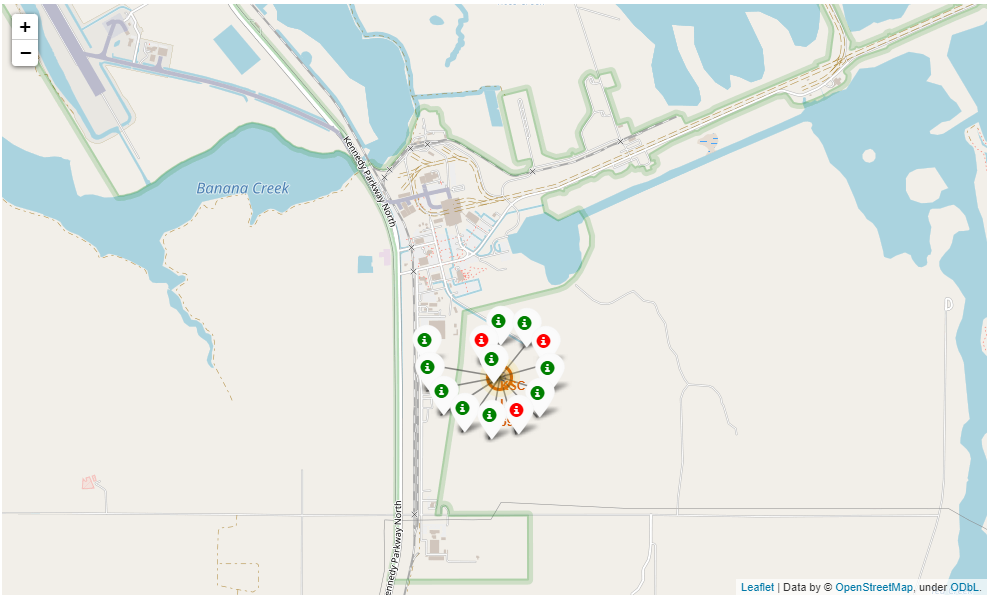 +
−
Kennedy Parkway North
Banana Creek
Kennedy Parkway North
Leaflet | Data by © OpenStreetMap, under ODbL.